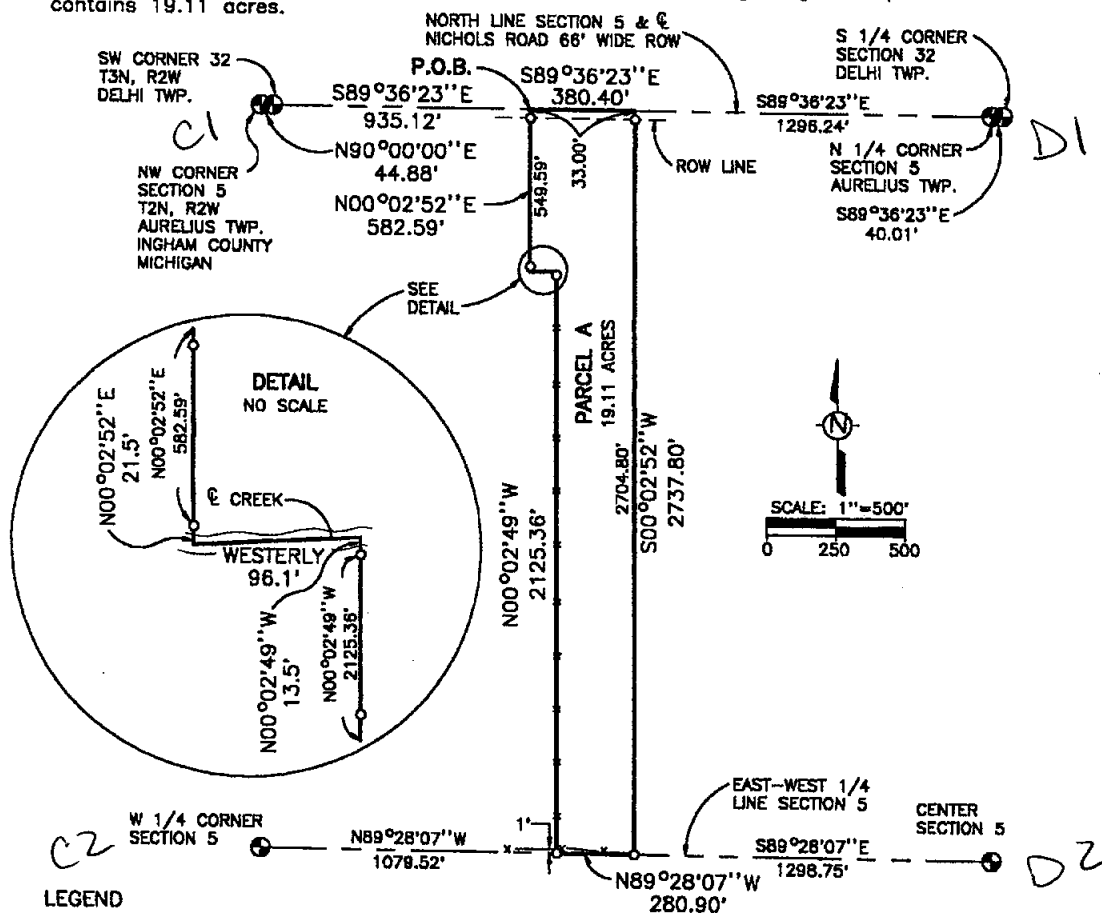 contains 19.11 acres.
NORTH LINE SECTION 5 & ℄
NICHOLS ROAD 66' WIDE ROW
SW CORNER 32
T3N, R2W
DELHI TWP.
P.O.B.
S89°36'23''E
380.40'
S 1/4 CORNER
SECTION 32
DELHI TWP.
S89°36'23''E
935.12'
S89°36'23''E
1296.24'
C1
D1
N90°00'00''E
44.88'
NW CORNER
SECTION 5
T2N, R2W
AURELIUS TWP.
INGHAM COUNTY
MICHIGAN
N00°02'52''E
582.59'
549.59'
33.00'
ROW LINE
N 1/4 CORNER
SECTION 5
AURELIUS TWP.
S89°36'23''E
40.01'
SEE
DETAIL
DETAIL
NO SCALE
N00°02'52''E
21.5'
N00°02'52''E
582.59'
℄ CREEK
WESTERLY
96.1'
N00°02'49''W
13.5'
N00°02'49''W
2125.36'
PARCEL A
19.11 ACRES
N00°02'49''W
2125.36'
2704.80'
S00°02'52''W
2737.80'
N
SCALE: 1''=500'
0 250 500
W 1/4 CORNER
SECTION 5
C2
N89°28'07''W
1079.52'
1'
EAST-WEST 1/4
LINE SECTION 5
CENTER
SECTION 5
S89°28'07''E
1298.75'
D2
N89°28'07''W
280.90'
LEGEND